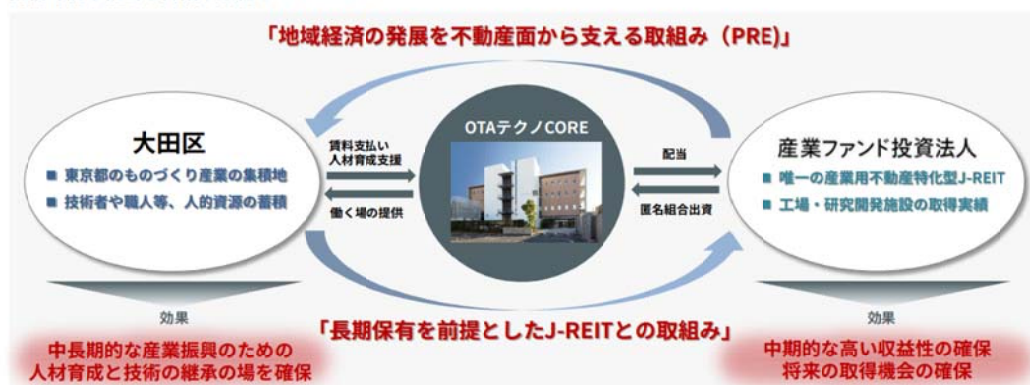 「地域経済の発展を不動産面から支える取組み（PRE)」
大田区
■ 東京都のものづくり産業の集積地
■ 技術者や職人等、人的資源の蓄積
賃料支払い
人材育成支援
働く場の提供
OTAテクノCORE
配当
匿名組合出資
産業ファンド投資法人
■ 唯一の産業用不動産特化型J-REIT
■ 工場・研究開発施設の取得実績
効果
中長期的な産業振興のための
人材育成と技術の継承の場を確保
「長期保有を前提としたJ-REITとの取組み」
効果
中期的な高い収益性の確保
将来の取得機会の確保